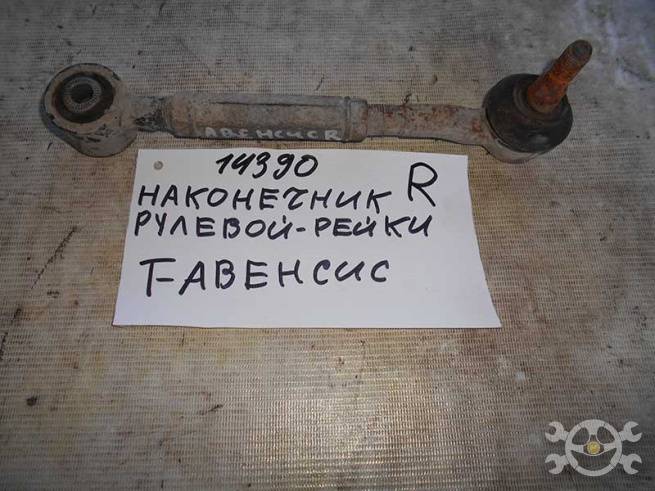 АВЕНСИС R
14390
НАКОНЕЧНИК R
РУЛЕВОЙ-РЕЙКИ
Т-АВЕНСИС